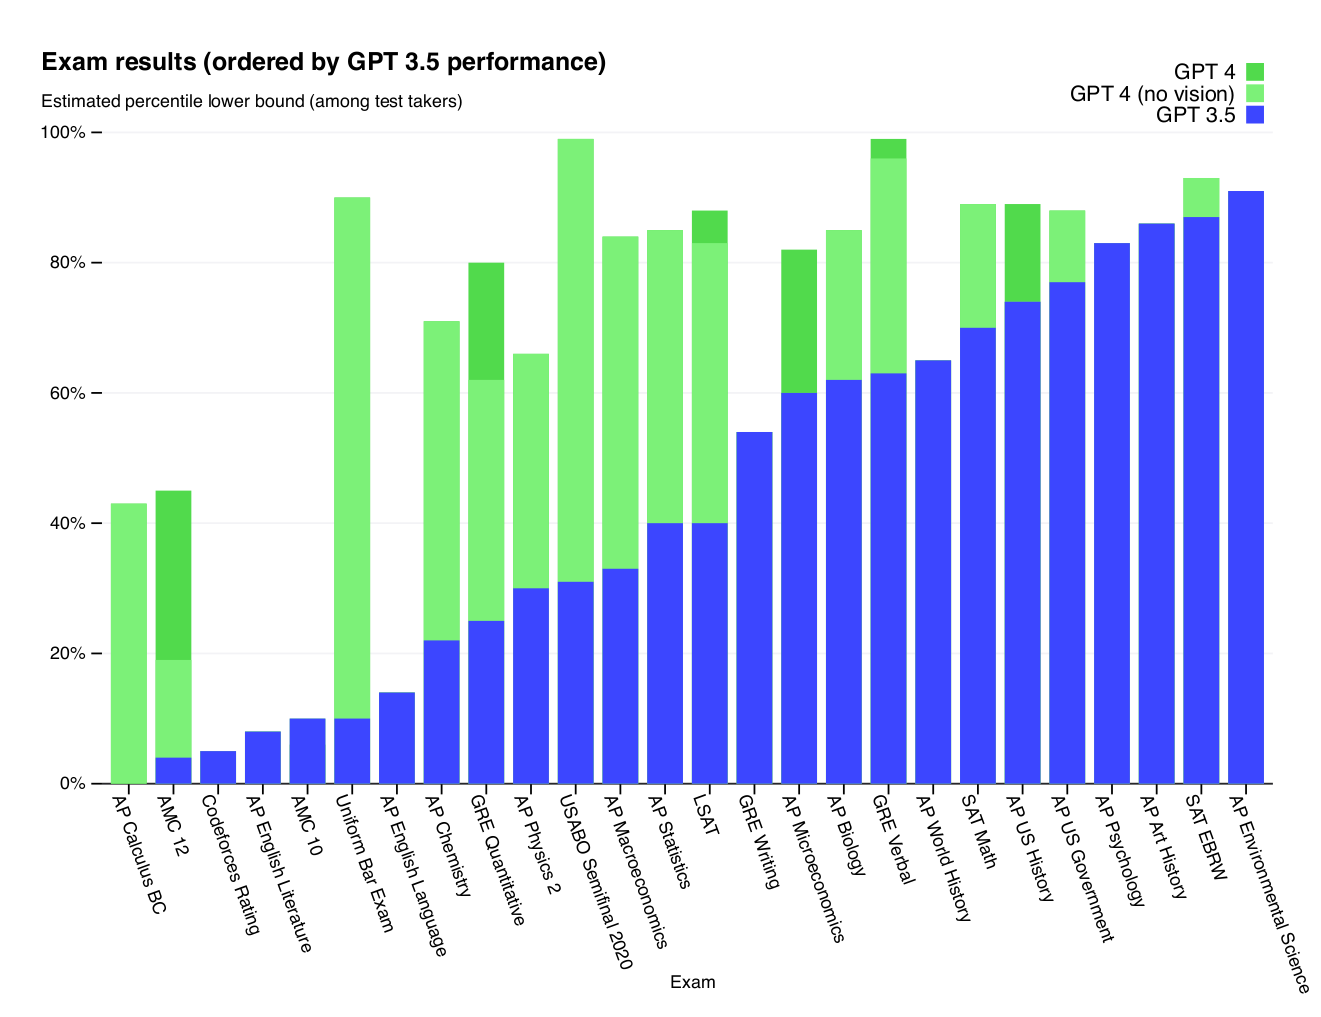 Exam results (ordered by GPT 3.5 performance)
Estimated percentile lower bound (among test takers)
GPT 4
GPT 4 (no vision)
GPT 3.5
100%
80%
60%
40%
20%
0%
AP Calculus BC
AMC 12
Codeforces Rating
AP English Literature
AMC 10
Uniform Bar Exam
AP English Language
AP Chemistry
GRE Quantitative
AP Physics 2
USABO Semifinal 2020
AP Macroeconomics
AP Statistics
LSAT
GRE Writing
AP Microeconomics
AP Biology
GRE Verbal
AP World History
SAT Math
AP US History
AP US Government
AP Psychology
AP Art History
SAT EBRW
AP Environmental Science
Exam